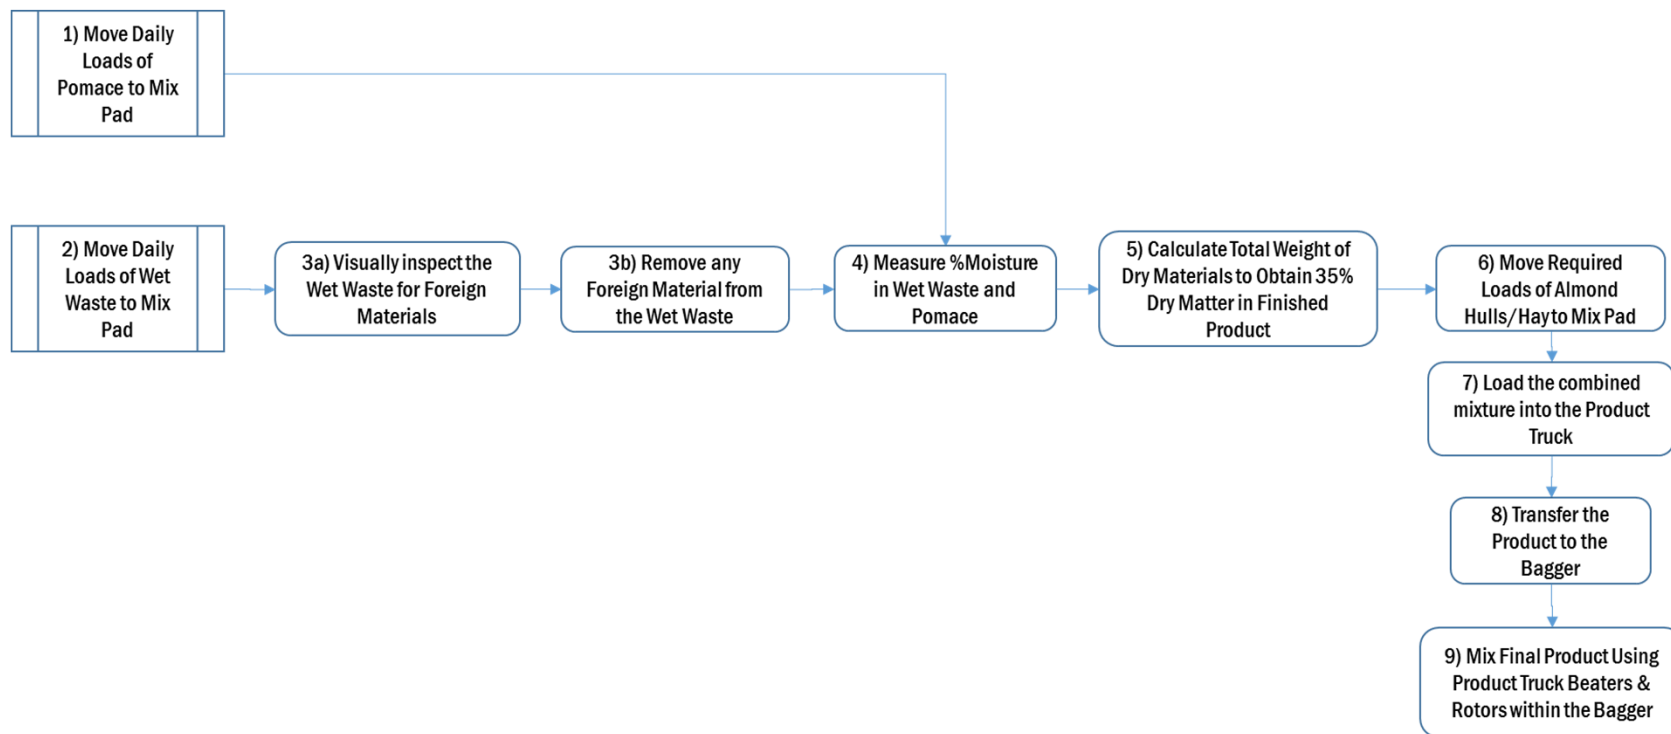 1) Move Daily
Loads of
Pomace to Mix
Pad
2) Move Daily
Loads of Wet
Waste to Mix
Pad
3a) Visually inspect the
Wet Waste for Foreign
Materials
3b) Remove any
Foreign Material from
the Wet Waste
4) Measure %Moisture
in Wet Waste and
Pomace
5) Calculate Total Weight of
Dry Materials to Obtain 35%
Dry Matter in Finished
Product
6) Move Required
Loads of Almond
Hulls/Hay to Mix Pad
7) Load the combined
mixture into the Product
Truck
8) Transfer the
Product to the
Bagger
9) Mix Final Product Using
Product Truck Beaters &
Rotors within the Bagger